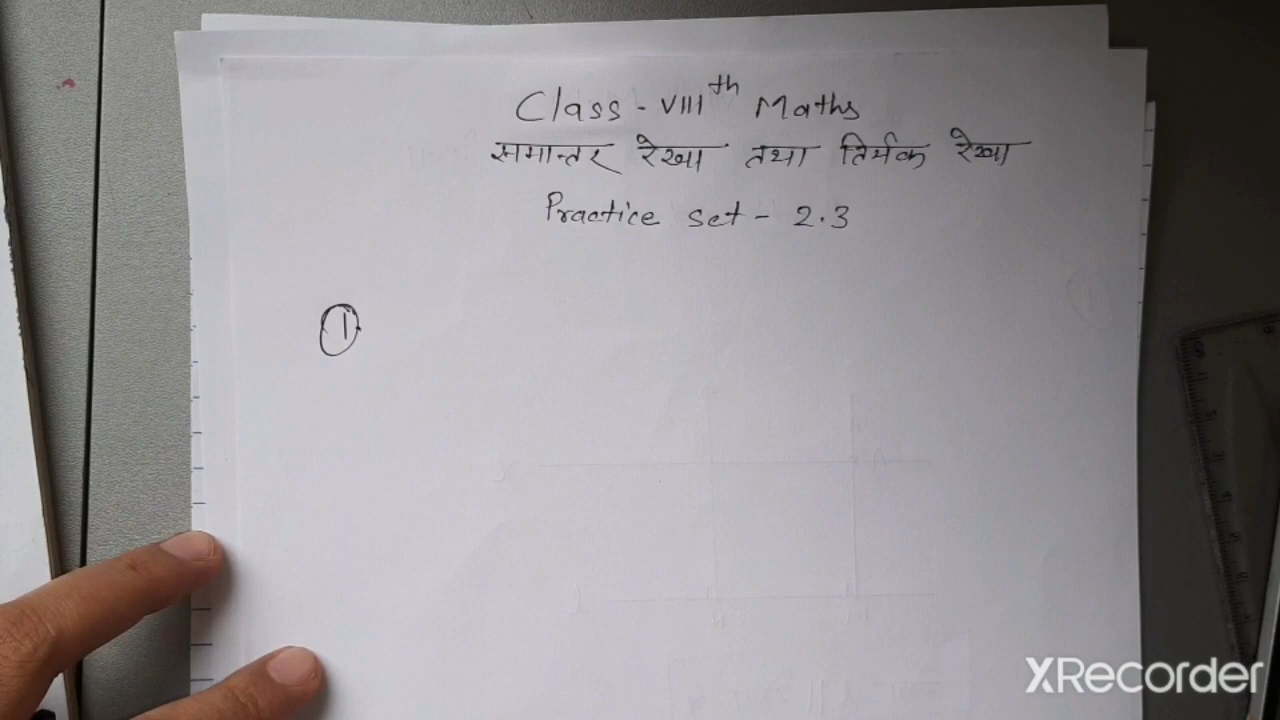 Class - VIIIth Maths
समान्तर रेखा तथा तिर्यक रेखा
Practice set - 2.3
1
XRecorder